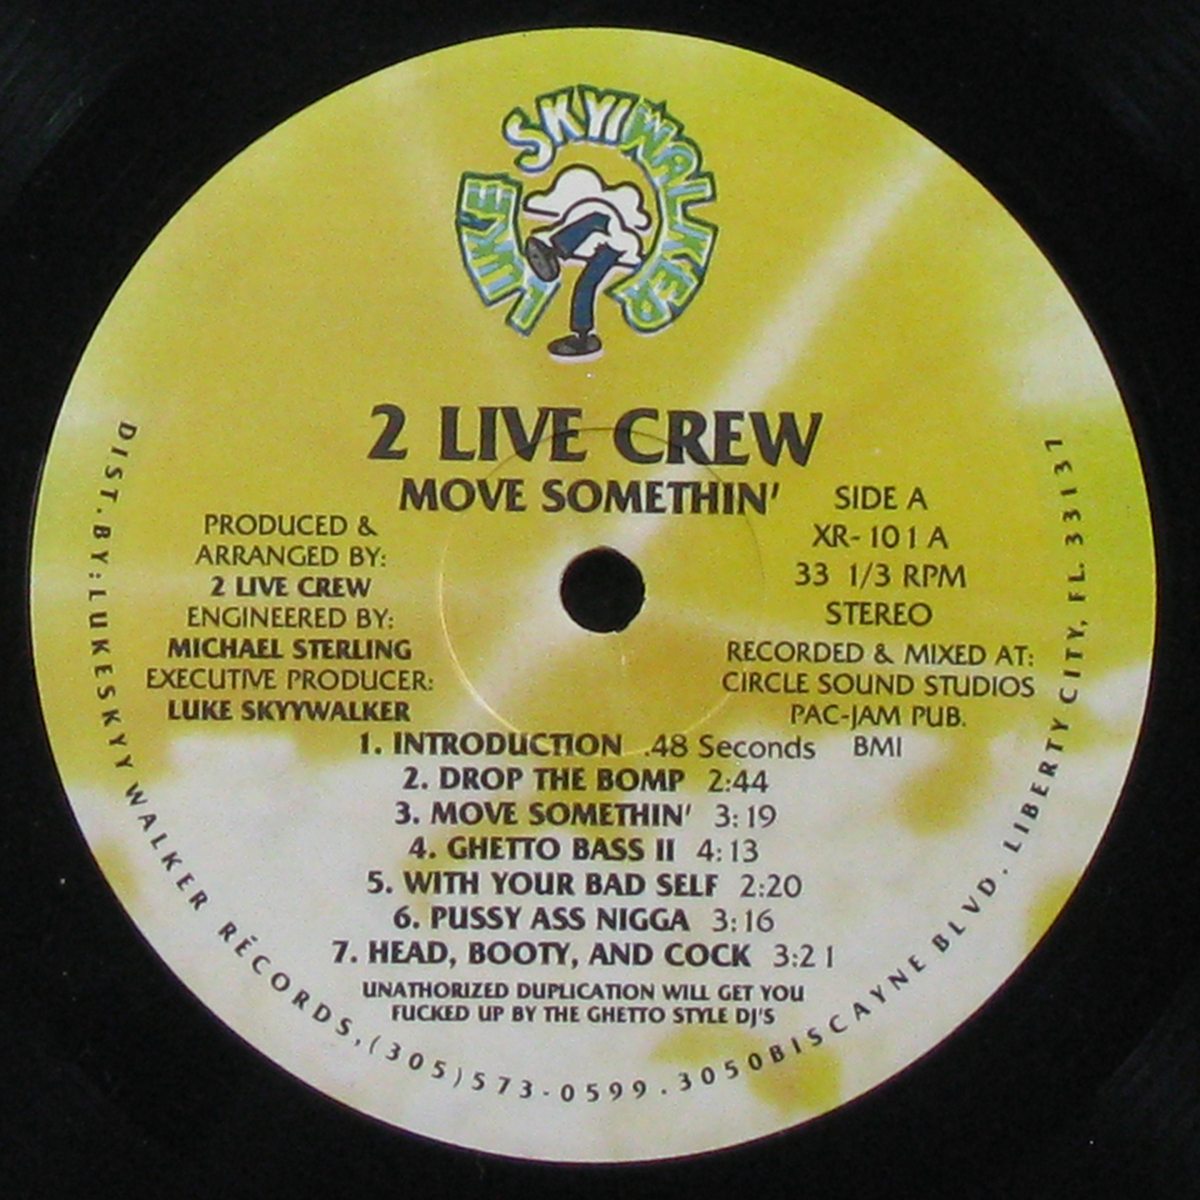 LUKE SKYYWALKER
2 LIVE CREW
MOVE SOMETHIN'
PRODUCED &
ARRANGED BY:
2 LIVE CREW
ENGINEERED BY:
MICHAEL STERLING
EXECUTIVE PRODUCER:
LUKE SKYYWALKER
SIDE A
XR-101 A
33 1/3 RPM
STEREO
RECORDED & MIXED AT:
CIRCLE SOUND STUDIOS
PAC-JAM PUB.
BMI
1. INTRODUCTION .48 Seconds
2. DROP THE BOMP 2:44
3. MOVE SOMETHIN' 3:19
4. GHETTO BASS II 4:13
5. WITH YOUR BAD SELF 2:20
6. PUSSY ASS NIGGA 3:16
7. HEAD, BOOTY, AND COCK 3:21
UNATHORIZED DUPLICATION WILL GET YOU
FUCKED UP BY THE GHETTO STYLE DJ'S
DIST. BY: LUKE SKYY WALKER RECORDS, (305) 573-0599. 3050 BISCAYNE BLVD. LIBERTY CITY, FL. 33137